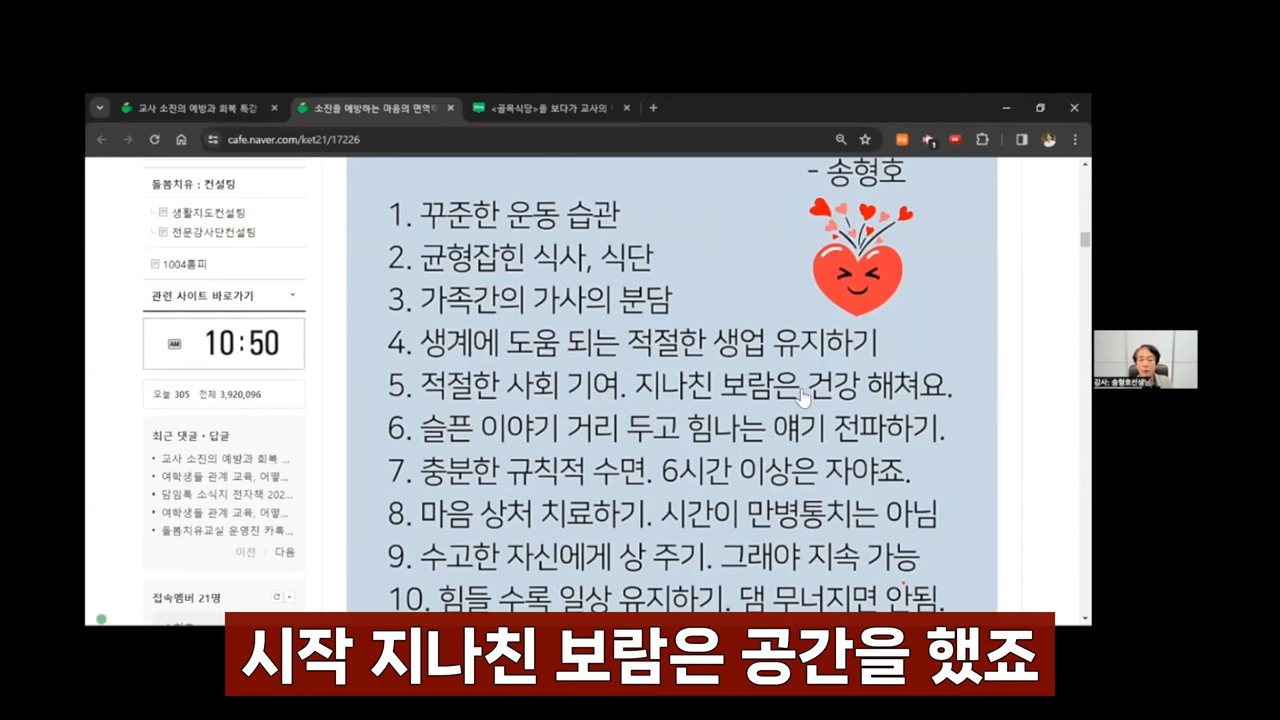 교사 소진의 예방과 회복 특강
소진을 예방하는 마음의 면역
<골목식당>을 보다가 교사의
cafe.naver.com/ket21/17226
돌봄치유 : 컨설팅
생활지도컨설팅
전문강사단컨설팅
1004홈피
관련 사이트 바로가기
AM 10:50
오늘 305 전체 3,920,096
최근 댓글 · 답글
교사 소진의 예방과 회복 ...
여학생들 관계 교육, 어떻...
담임톡 소식지 전자책 202...
여학생들 관계 교육, 어떻...
돌봄치유교실 운영진 카톡...
이전 다음
접속멤버 21명
- 송형호
1. 꾸준한 운동 습관
2. 균형잡힌 식사, 식단
3. 가족간의 가사의 분담
4. 생계에 도움 되는 적절한 생업 유지하기
5. 적절한 사회 기여. 지나친 보람은 건강 해쳐요.
6. 슬픈 이야기 거리 두고 힘나는 얘기 전파하기.
7. 충분한 규칙적 수면. 6시간 이상은 자야죠.
8. 마음 상처 치료하기. 시간이 만병통치는 아님
9. 수고한 자신에게 상 주기. 그래야 지속 가능
10. 힘들 수록 일상 유지하기. 댐 무너지면 안됨.
강사: 송형호선생님
시작 지나친 보람은 공간을 했죠